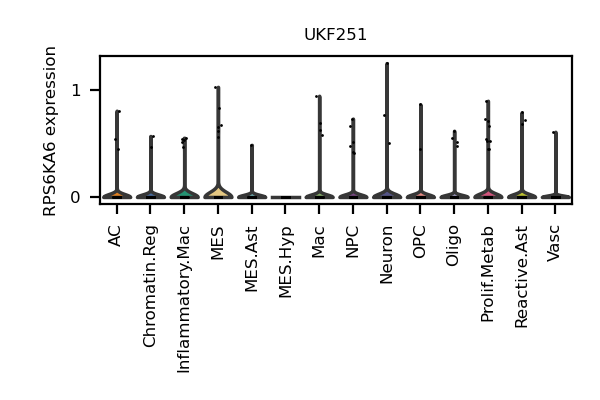 UKF251
RPS6KA6 expression
1
0
AC
Chromatin.Reg
Inflammatory.Mac
MES
MES.Ast
MES.Hyp
Mac
NPC
Neuron
OPC
Oligo
Prolif.Metab
Reactive.Ast
Vasc